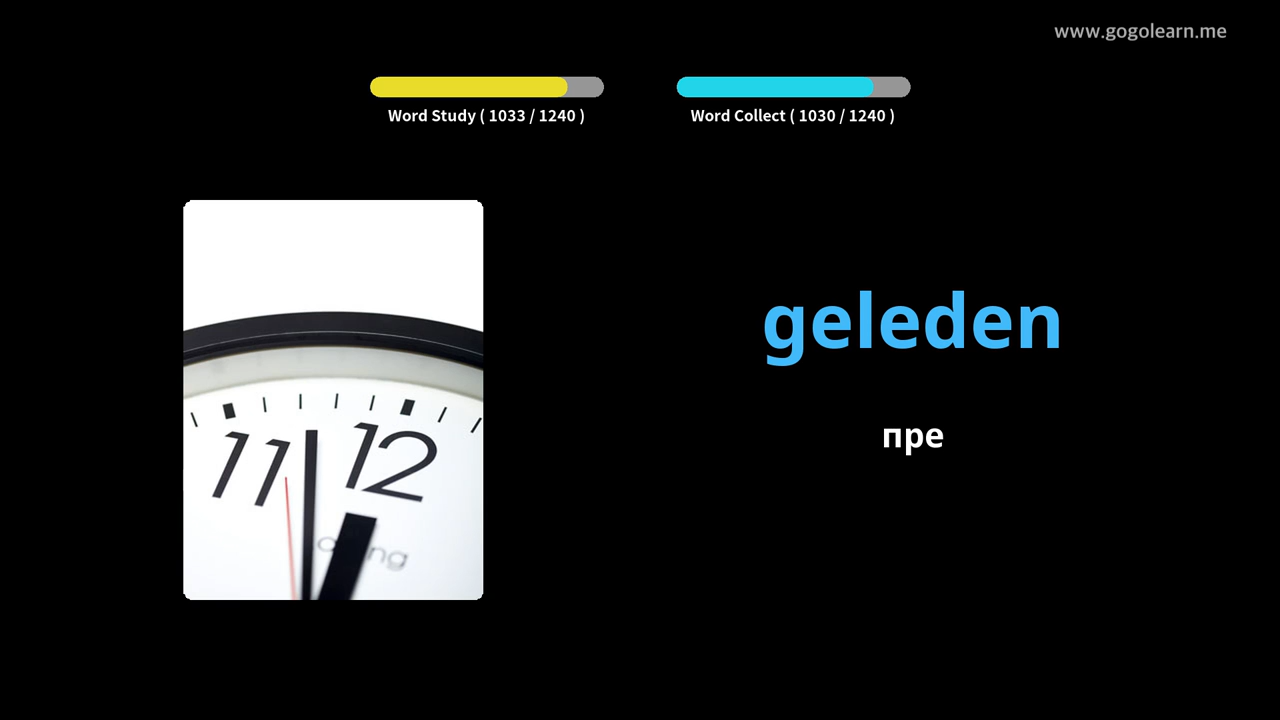 www.gogolearn.me
Word Study ( 1033 / 1240 )
Word Collect ( 1030 / 1240 )
geleden
пре
11
12